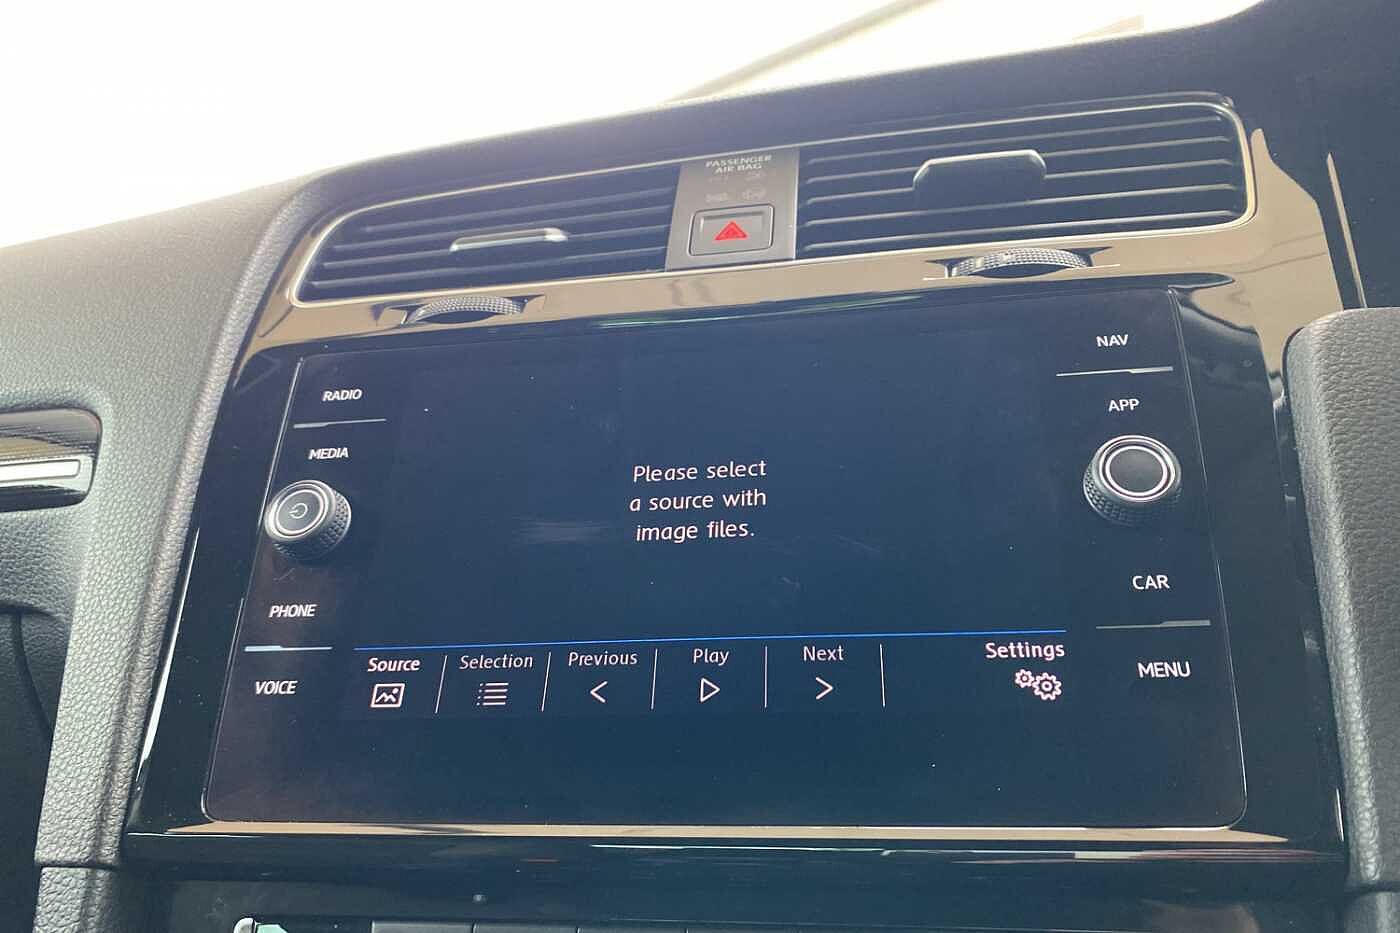 PASSENGER
AIR BAG
NAV
RADIO
APP
MEDIA
Please select
a source with
image files.
CAR
PHONE
Source
Selection
Previous
Play
Next
Settings
VOICE
MENU